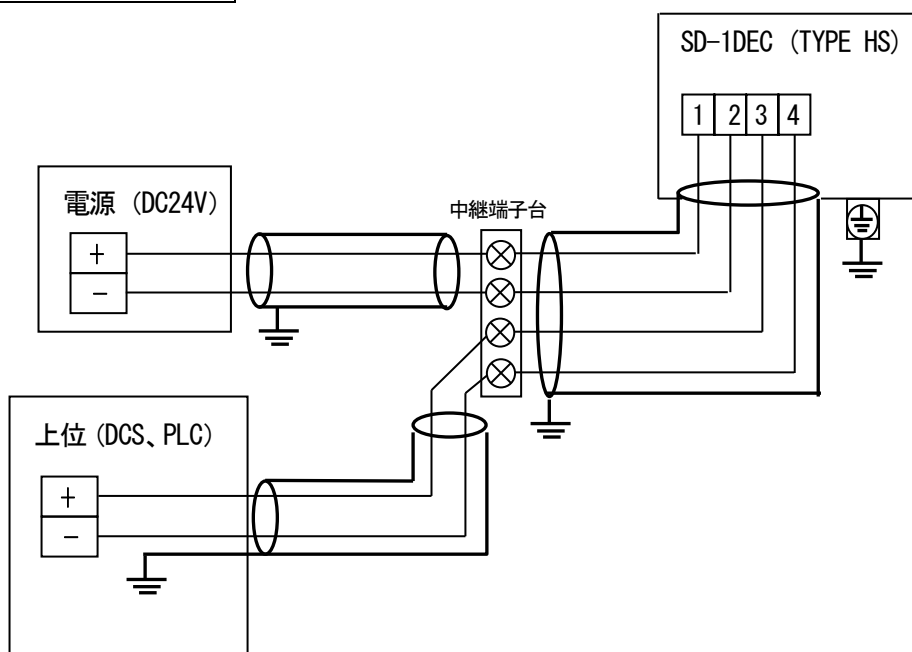 SD-1DEC (TYPE HS)
1 2 3 4
電源 (DC24V)
+
−
中継端子台
上位 (DCS、PLC)
+
−